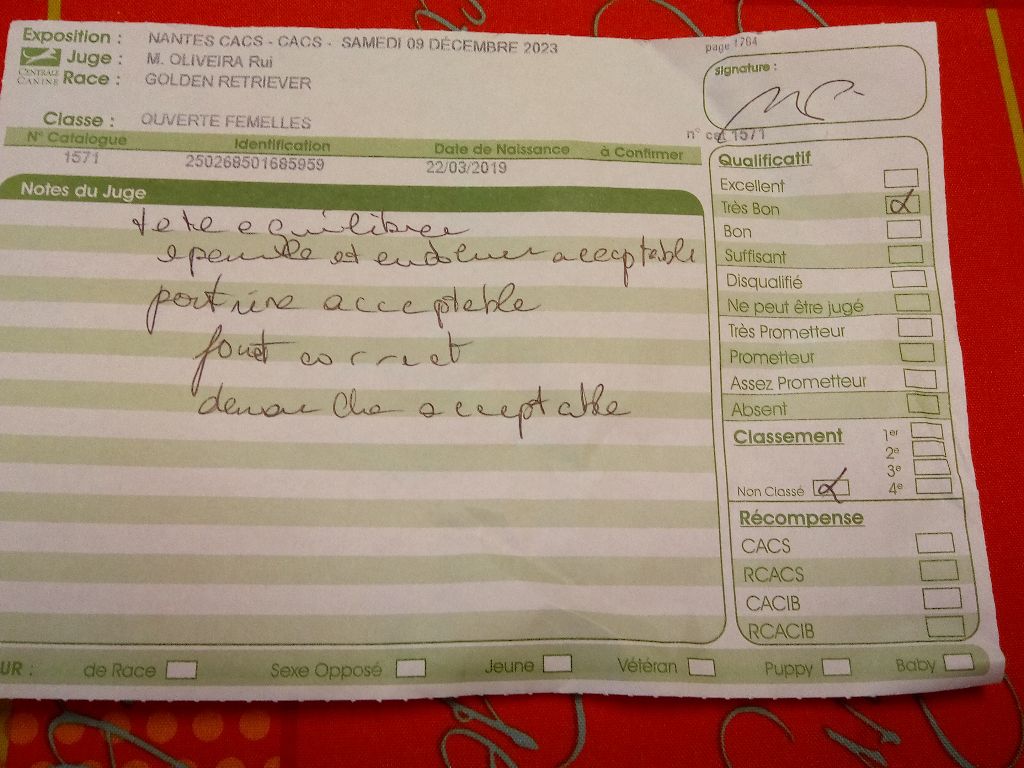 Exposition : NANTES CACS - CACS - SAMEDI 09 DÉCEMBRE 2023
page 1764
Juge : M. OLIVEIRA Rui
CENTRALE CANINE
Race : GOLDEN RETRIEVER
signature :
Classe : OUVERTE FEMELLES
n° cat 1571
N° Catalogue Identification Date de Naissance à Confirmer
1571 250268501685959 22/03/2019
Notes du Juge
tete equilibree
epaule et encolure acceptable
poitrine acceptable
fouet correct
demarche acceptable
Qualificatif
Excellent
Très Bon
Bon
Suffisant
Disqualifié
Ne peut être jugé
Très Prometteur
Prometteur
Assez Prometteur
Absent
Classement
1er
2e
3e
Non Classé 4e
Récompense
CACS
RCACS
CACIB
RCACIB
UR : de Race Sexe Opposé Jeune Vétéran Puppy Baby